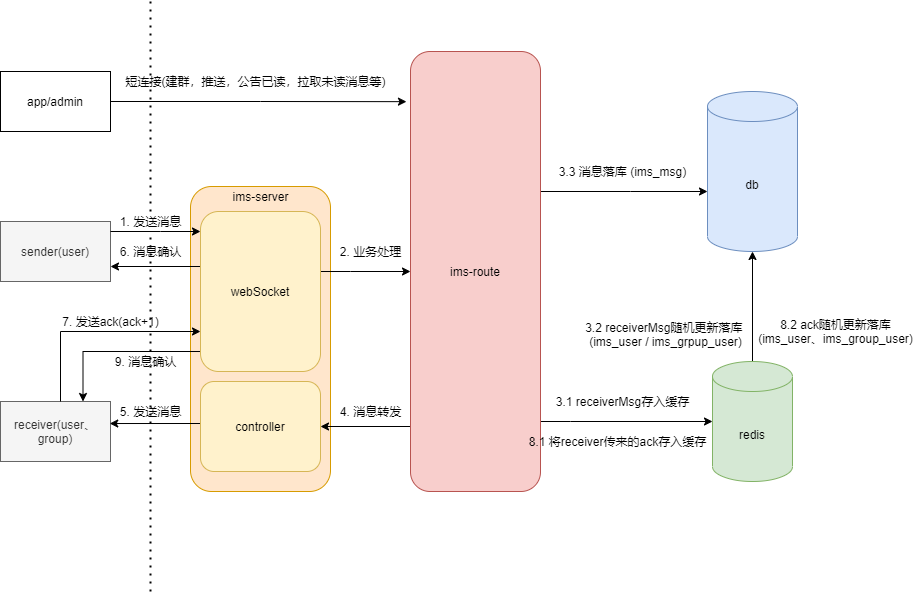 短连接(建群，推送，公告已读，拉取未读消息等)
app/admin
3.3 消息落库 (ims_msg)
db
ims-server
1. 发送消息
sender(user)
6. 消息确认
2. 业务处理
ims-route
webSocket
7. 发送ack(ack+1)
3.2 receiverMsg随机更新落库
(ims_user / ims_grpup_user)
8.2 ack随机更新落库
(ims_user、ims_group_user)
9. 消息确认
3.1 receiverMsg存入缓存
5. 发送消息
4. 消息转发
receiver(user、
group)
controller
redis
8.1 将receiver传来的ack存入缓存